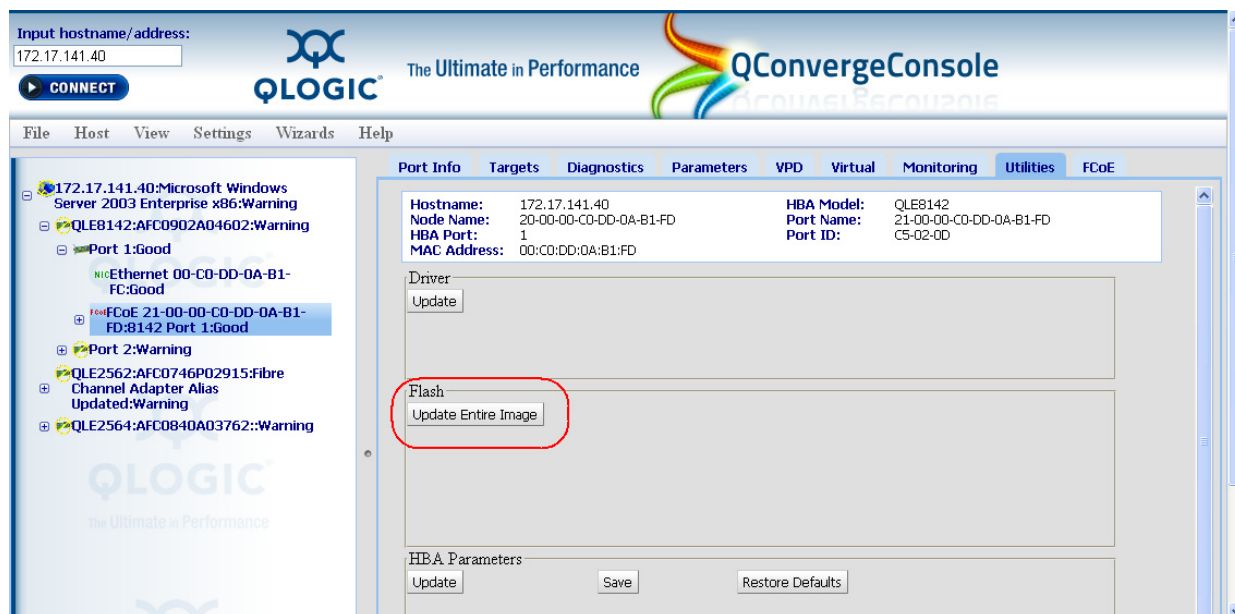 Input hostname/address:
172.17.141.40
CONNECT
QLOGIC
The Ultimate in Performance
QConvergeConsole
File Host View Settings Wizards Help
172.17.141.40:Microsoft Windows
Server 2003 Enterprise x86:Warning
QLE8142:AFC0902A04602:Warning
Port 1:Good
NIC Ethernet 00-C0-DD-0A-B1-
FC:Good
FCoE FCoE 21-00-00-C0-DD-0A-B1-
FD:8142 Port 1:Good
Port 2:Warning
QLE2562:AFC0746P02915:Fibre
Channel Adapter Alias
Updated:Warning
QLE2564:AFC0840A03762::Warning
QLOGIC
The Ultimate in Performance
Port Info Targets Diagnostics Parameters VPD Virtual Monitoring Utilities FCoE
Hostname: 172.17.141.40 HBA Model: QLE8142
Node Name: 20-00-00-C0-DD-0A-B1-FD Port Name: 21-00-00-C0-DD-0A-B1-FD
HBA Port: 1 Port ID: C5-02-0D
MAC Address: 00:C0:DD:0A:B1:FD
Driver
Update
Flash
Update Entire Image
HBA Parameters
Update Save Restore Defaults